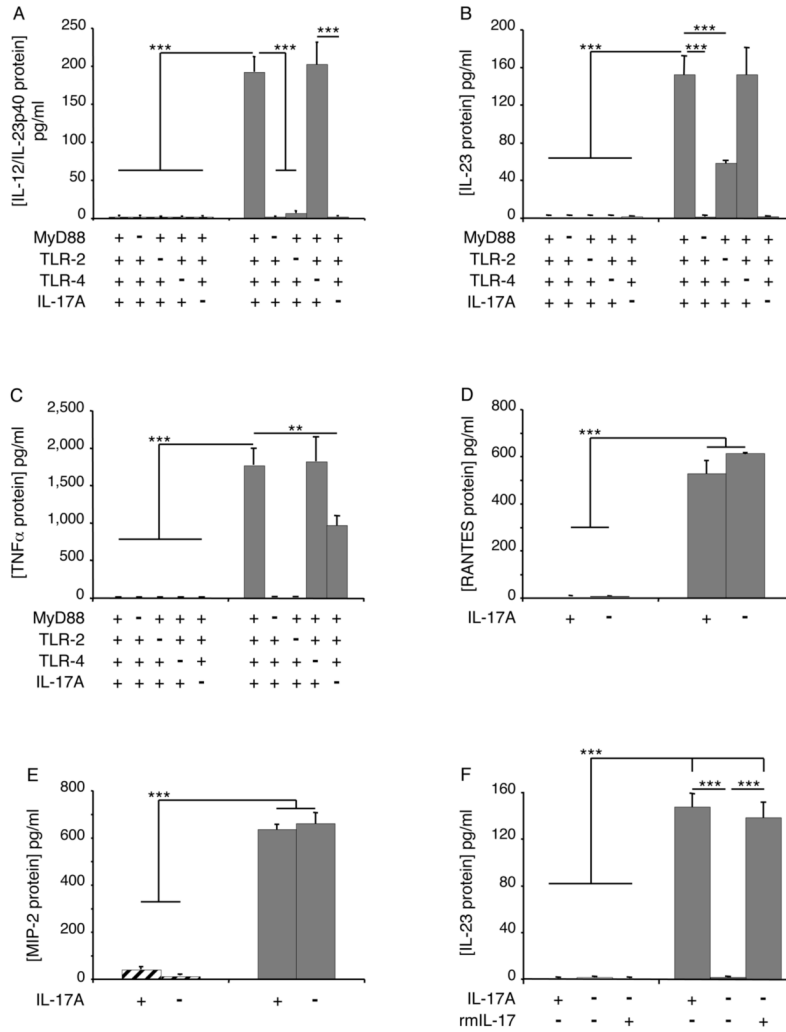 A
[IL-12/IL-23p40 protein]
pg/ml
250
200
150
100
50
0
***
***
***
MyD88 + - + + + + - + + +
TLR-2 + + - + + + + - + +
TLR-4 + + + - + + + + - +
IL-17A + + + + - + + + + -
B
[IL-23 protein] pg/ml
200
160
120
80
40
0
***
***
***
MyD88 + - + + + + - + + +
TLR-2 + + - + + + + - + +
TLR-4 + + + - + + + + + -
IL-17A + + + + - + + + + -
C
[TNFα protein] pg/ml
2,500
2,000
1,500
1,000
500
0
***
**
MyD88 + - + + + + - + + +
TLR-2 + + - + + + + - + +
TLR-4 + + + - + + + + - +
IL-17A + + + + - + + + + -
D
[RANTES protein] pg/ml
800
600
400
200
0
***
IL-17A + - + -
E
[MIP-2 protein] pg/ml
800
600
400
200
0
***
IL-17A + - + -
F
[IL-23 protein] pg/ml
160
120
80
40
0
***
***
***
IL-17A + - - + - -
rmIL-17 - - + - - +